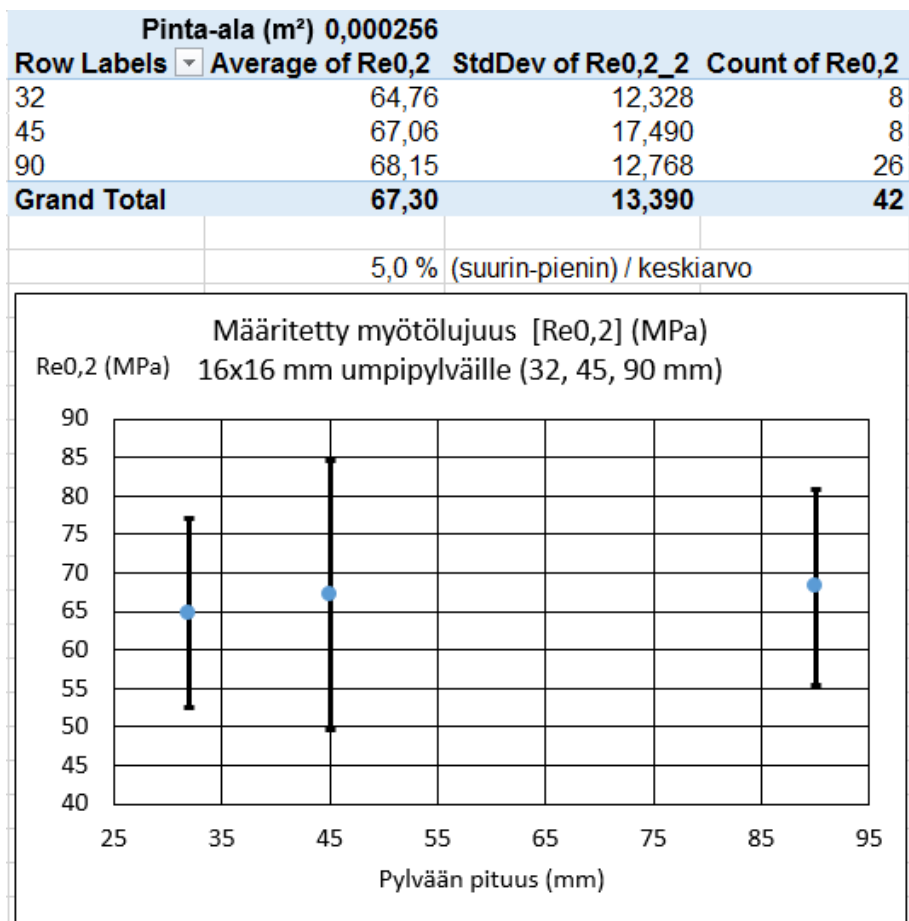 Pinta-ala (m²) 0,000256
Row Labels Average of Re0,2 StdDev of Re0,2_2 Count of Re0,2
32 64,76 12,328 8
45 67,06 17,490 8
90 68,15 12,768 26
Grand Total 67,30 13,390 42
5,0 % (suurin-pienin) / keskiarvo
Määritetty myötölujuus [Re0,2] (MPa)
Re0,2 (MPa) 16x16 mm umpipylväille (32, 45, 90 mm)
90
85
80
75
70
65
60
55
50
45
40
25 35 45 55 65 75 85 95
Pylvään pituus (mm)